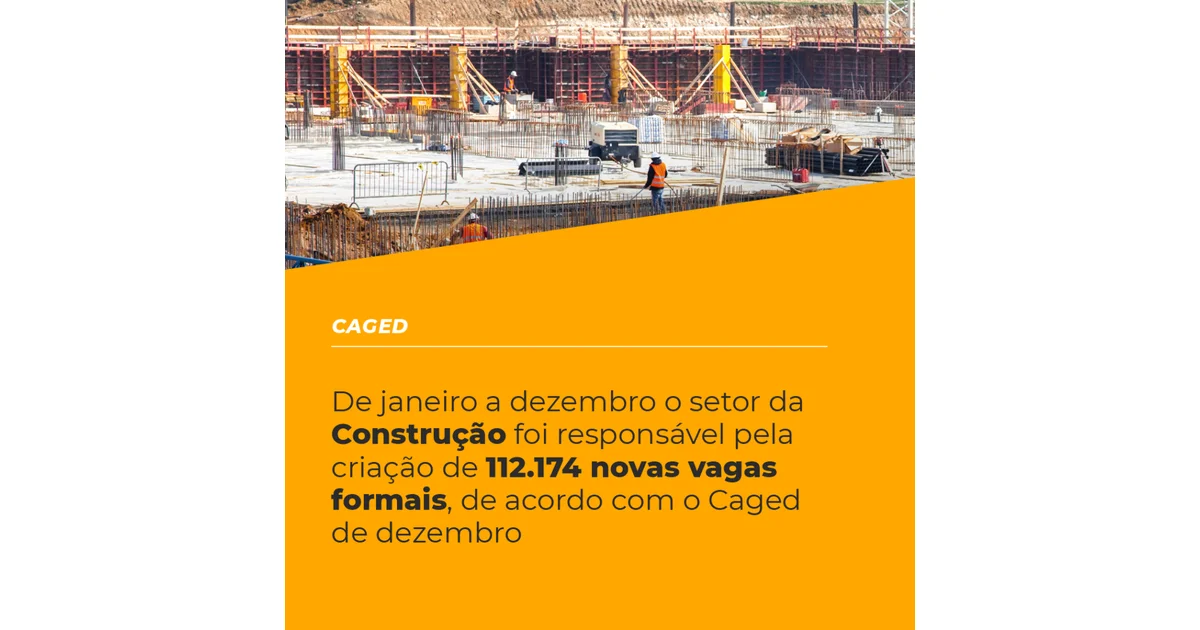 CAGED
De janeiro a dezembro o setor da
Construção foi responsável pela
criação de 112.174 novas vagas
formais, de acordo com o Caged
de dezembro